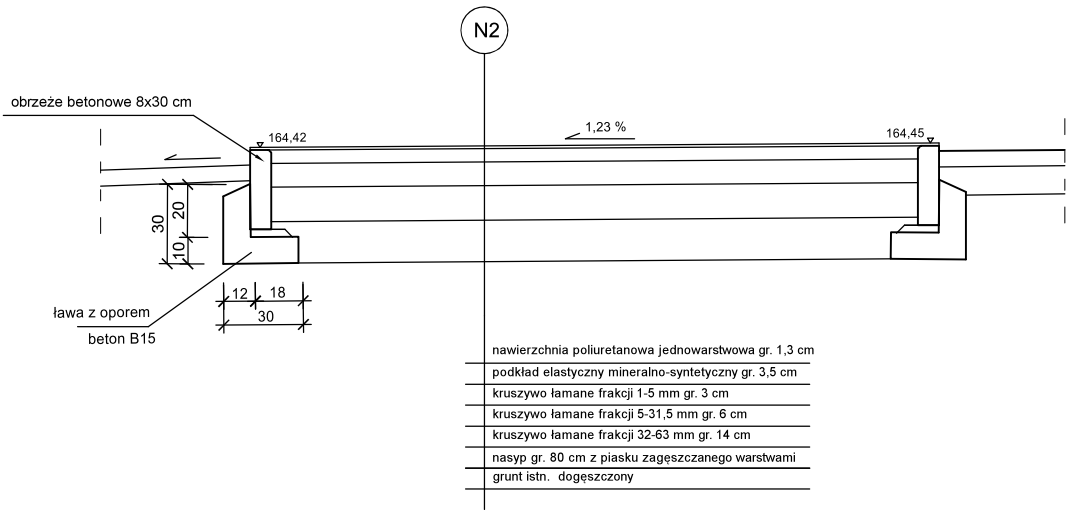 N2
obrzeże betonowe 8x30 cm
164,42
1,23 %
164,45
30
20
10
12
18
30
ława z oporem
beton B15
nawierzchnia poliuretanowa jednowarstwowa gr. 1,3 cm
podkład elastyczny mineralno-syntetyczny gr. 3,5 cm
kruszywo łamane frakcji 1-5 mm gr. 3 cm
kruszywo łamane frakcji 5-31,5 mm gr. 6 cm
kruszywo łamane frakcji 32-63 mm gr. 14 cm
nasyp gr. 80 cm z piasku zagęszczanego warstwami
grunt istn. dogęszczony